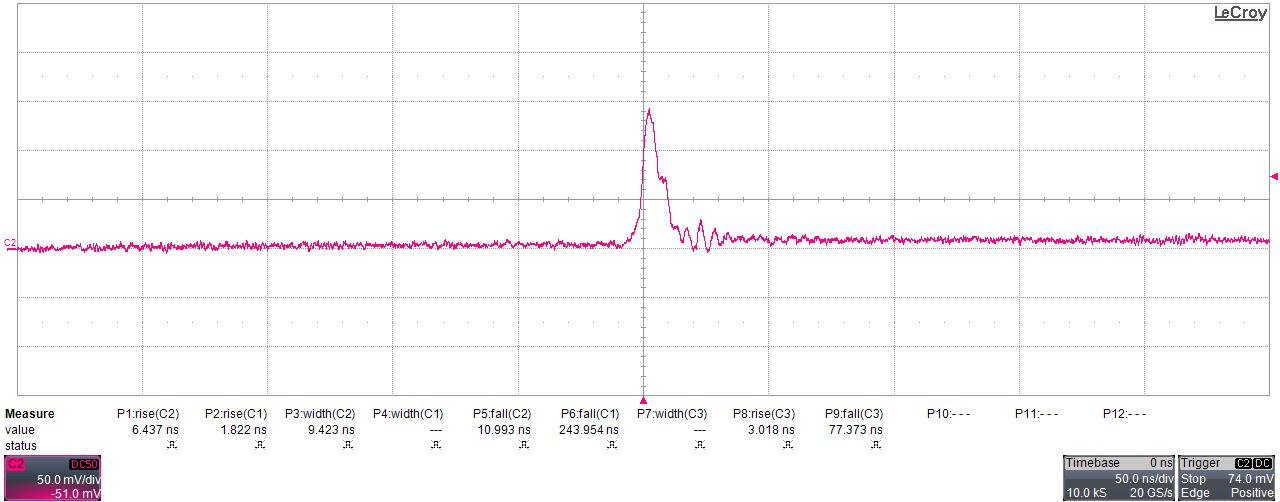 LeCroy
C2
Measure P1:rise(C2) P2:rise(C1) P3:width(C2) P4:width(C1) P5:fall(C2) P6:fall(C1) P7:width(C3) P8:rise(C3) P9:fall(C3) P10:- - - P11:- - - P12:- - -
value 6.437 ns 1.822 ns 9.423 ns --- 10.993 ns 243.954 ns --- 3.018 ns 77.373 ns
status
C2 DC50
50.0 mV/div
-51.0 mV
Timebase 0 ns
50.0 ns/div
10.0 kS 20 GS/s
Trigger C2 DC
Stop 74.0 mV
Edge Positive